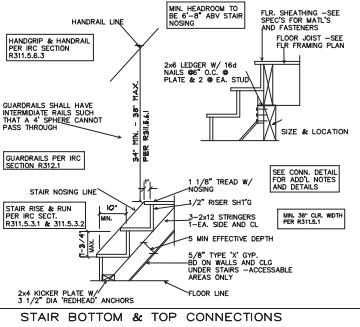 HANDRAIL LINE
MIN. HEADROOM TO
BE 6'-8" ABV STAIR
NOSING
FLR. SHEATHING -SEE
SPEC'S FOR MATL'S
AND FASTENERS
FLOOR JOIST -SEE
FLR FRAMING PLAN
HANDGRIP & HANDRAIL
PER IRC SECTION
R311.5.6.3
2x6 LEDGR W/ 16d
NAILS @6" O.C. @
PLATE & 2 @ EA. STUD
GUARDRAILS SHALL HAVE
INTERMDIATE RAILS SUCH
THAT A 4" SPHERE CANNOT
PASS THROUGH
34" MIN. - 38" MAX.
PER R311.5.6.1
SIZE & LOCATION
GUARDRAILS PER IRC
SECTION R312.1
SEE CONN. DETAIL
FOR ADD'L NOTES
AND DETAILS
1"
1 1/8" TREAD W/
NOSING
STAIR NOSING LINE
1/2" RISER SHT'G
STAIR RISE & RUN
PER IRC SECT.
R311.5.3.1 & 311.5.3.2
10"
MIN.
3-2x12 STRINGERS
1-EA. SIDE AND CL
MIN. 36" CLR. WIDTH
PER R311.5.1
7-3/4"
MAX.
5 MIN EFFECTIVE DEPTH
5/8" TYPE 'X' GYP.
BD ON WALLS AND CLG
UNDER STAIRS -ACCESSABLE
AREAS ONLY
2x4 KICKER PLATE W/
3 1/2" DIA 'REDHEAD' ANCHORS
FLOOR LINE
STAIR BOTTOM & TOP CONNECTIONS